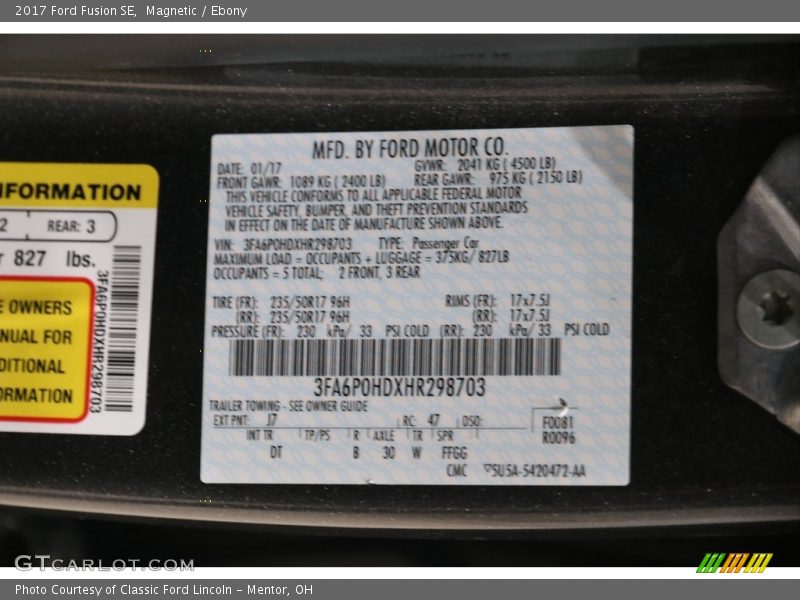 2017 Ford Fusion SE, Magnetic / Ebony
INFORMATION
2 REAR: 3
827 lbs.
OWNERS
3FA6P0HDXHR298703
MFD. BY FORD MOTOR CO.
DATE: 01/17 GVWR: 2041 KG ( 4500 LB)
FRONT GAWR: 1089 KG ( 2400 LB) REAR GAWR: 975 KG ( 2150 LB)
THIS VEHICLE CONFORMS TO ALL APPLICABLE FEDERAL MOTOR
VEHICLE SAFETY, BUMPER, AND THEFT PREVENTION STANDARDS
IN EFFECT ON THE DATE OF MANUFACTURE SHOWN ABOVE.
VIN: 3FA6P0HDXHR298703 TYPE: Passenger Car
MAXIMUM LOAD = OCCUPANTS + LUGGAGE = 375KG/ 827LB
OCCUPANTS = 5 TOTAL; 2 FRONT, 3 REAR
TIRE (FR): 235/50R17 96H RIMS (FR): 17x7.5J
(RR): 235/50R17 96H (RR): 17x7.5J
PRESSURE (FR): 230 kPa/ 33 PSI COLD (RR): 230 kPa/ 33 PSI COLD
3FA6P0HDXHR298703
TRAILER TOWING - SEE OWNER GUIDE
EXT PNT: J7 RC: 47 DSO: F0081
INT TR TP/PS R AXLE TR SPR R0096
DT B 30 W FFGG
CMC ▽5U5A-5420472-AA
GTCARLOT.COM
Photo Courtesy of Classic Ford Lincoln - Mentor, OH